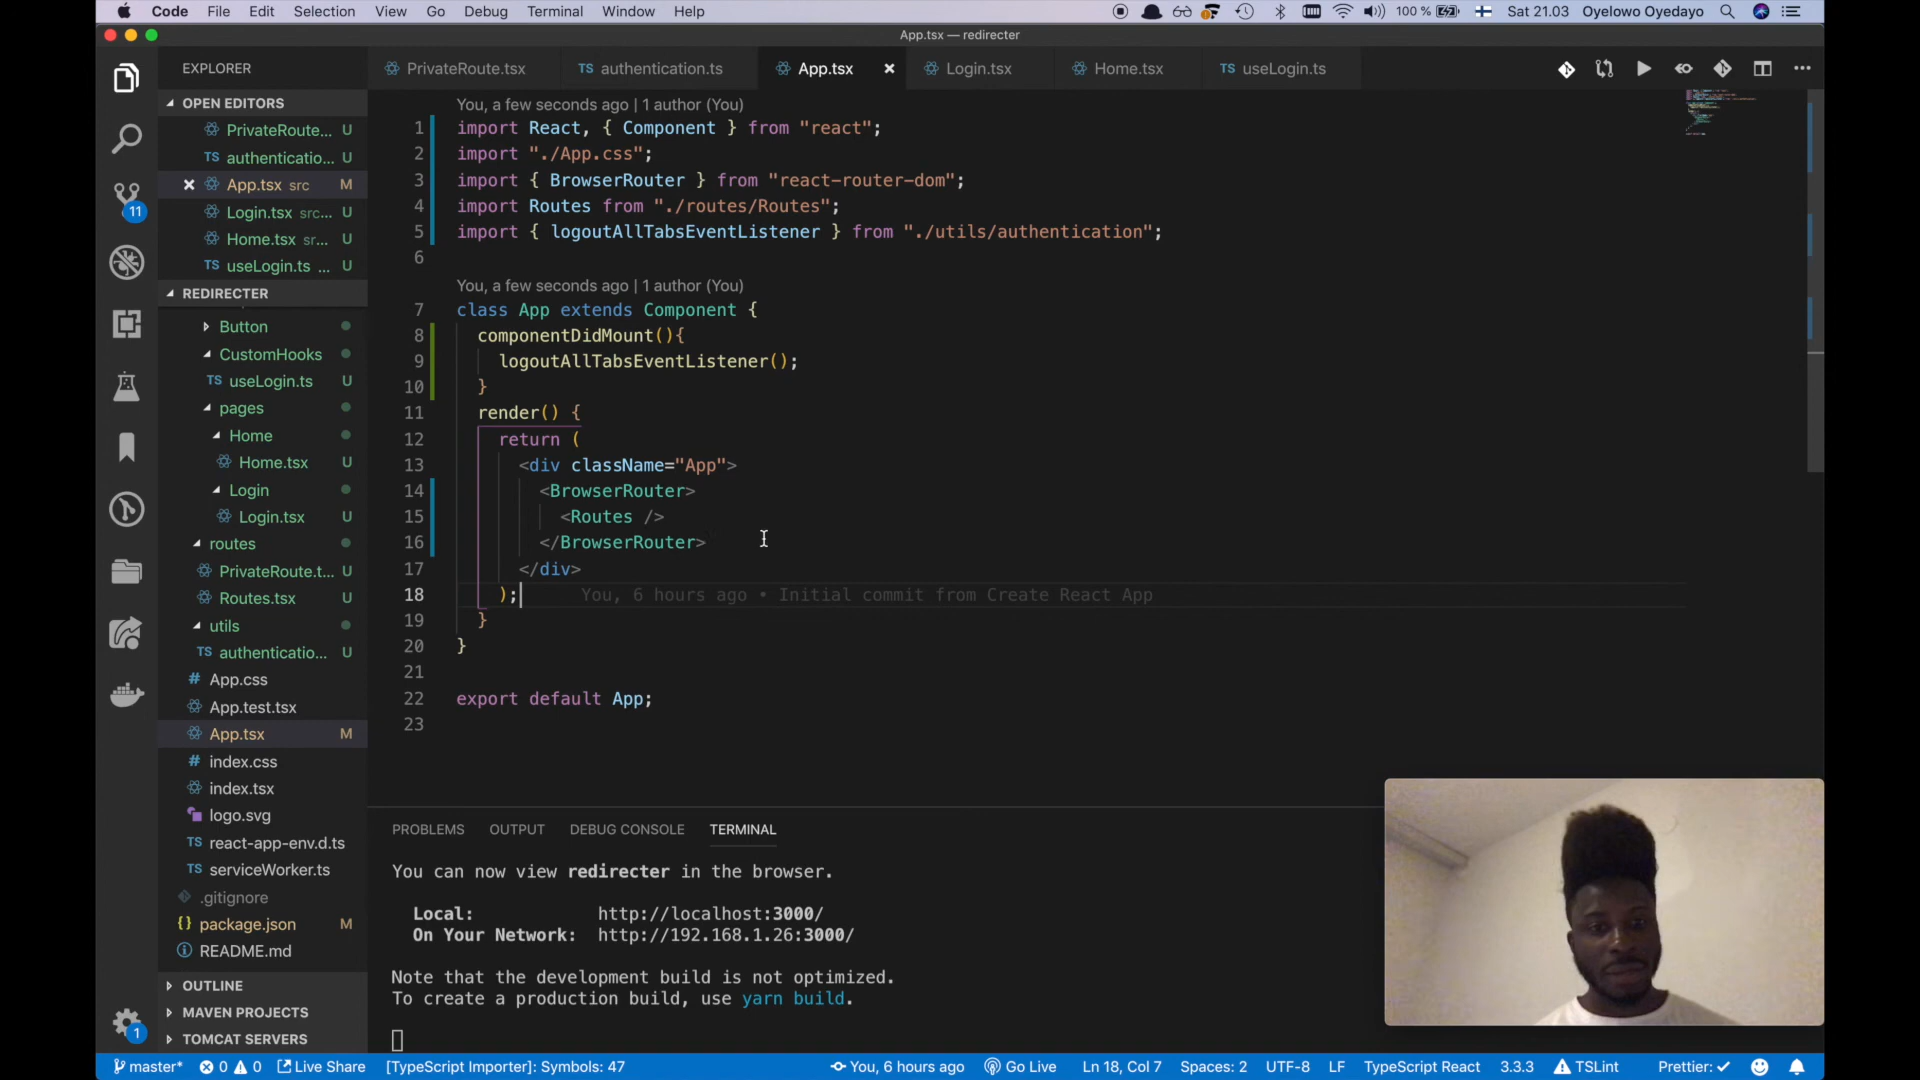 Code File Edit Selection View Go Debug Terminal Window Help 100 % Sat 21.03 Oyelowo Oyedayo
App.tsx — redirecter
EXPLORER
PrivateRoute.tsx
TS authentication.ts
App.tsx
Login.tsx
Home.tsx
TS useLogin.ts
OPEN EDITORS
PrivateRoute... U
TS authenticatio... U
App.tsx src M
Login.tsx src... U
Home.tsx sr... U
TS useLogin.ts ... U
REDIRECTER
Button
CustomHooks
TS useLogin.ts U
pages
Home
Home.tsx U
Login
Login.tsx U
routes
PrivateRoute.t... U
Routes.tsx U
utils
TS authenticatio... U
# App.css
App.test.tsx
App.tsx M
# index.css
index.tsx
logo.svg
TS react-app-env.d.ts
TS serviceWorker.ts
.gitignore
{} package.json M
README.md
OUTLINE
MAVEN PROJECTS
TOMCAT SERVERS
11
1
You, a few seconds ago | 1 author (You)
1 import React, { Component } from "react";
2 import "./App.css";
3 import { BrowserRouter } from "react-router-dom";
4 import Routes from "./routes/Routes";
5 import { logoutAllTabsEventListener } from "./utils/authentication";
6
You, a few seconds ago | 1 author (You)
7 class App extends Component {
8 componentDidMount(){
9 logoutAllTabsEventListener();
10 }
11 render() {
12 return (
13 <div className="App">
14 <BrowserRouter>
15 <Routes />
16 </BrowserRouter>
17 </div>
18 ); You, 6 hours ago • Initial commit from Create React App
19 }
20 }
21
22 export default App;
23
PROBLEMS OUTPUT DEBUG CONSOLE TERMINAL
You can now view redirecter in the browser.
Local: http://localhost:3000/
On Your Network: http://192.168.1.26:3000/
Note that the development build is not optimized.
To create a production build, use yarn build.
master* 0 0 Live Share [TypeScript Importer]: Symbols: 47 You, 6 hours ago Go Live Ln 18, Col 7 Spaces: 2 UTF-8 LF TypeScript React 3.3.3 TSLint Prettier: ✓